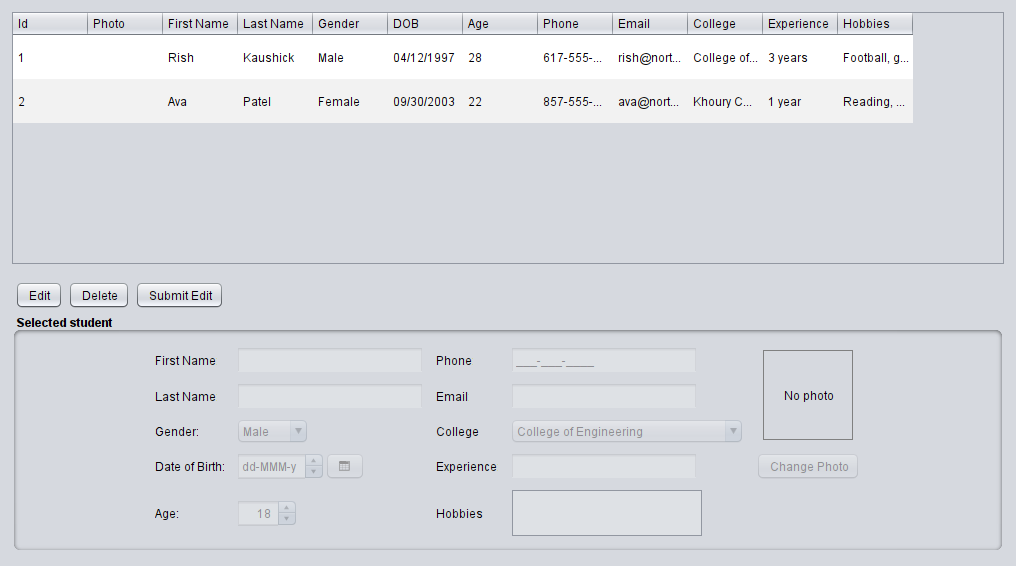 Id Photo First Name Last Name Gender DOB Age Phone Email College Experience Hobbies
1 Rish Kaushick Male 04/12/1997 28 617-555-... rish@nort... College of... 3 years Football, g...
2 Ava Patel Female 09/30/2003 22 857-555-... ava@nort... Khoury C... 1 year Reading, ...
Edit Delete Submit Edit
Selected student
First Name Phone ___-___-____
No photo
Last Name Email
Gender: Male College College of Engineering
Date of Birth: dd-MMM-y Experience Change Photo
Age: 18 Hobbies